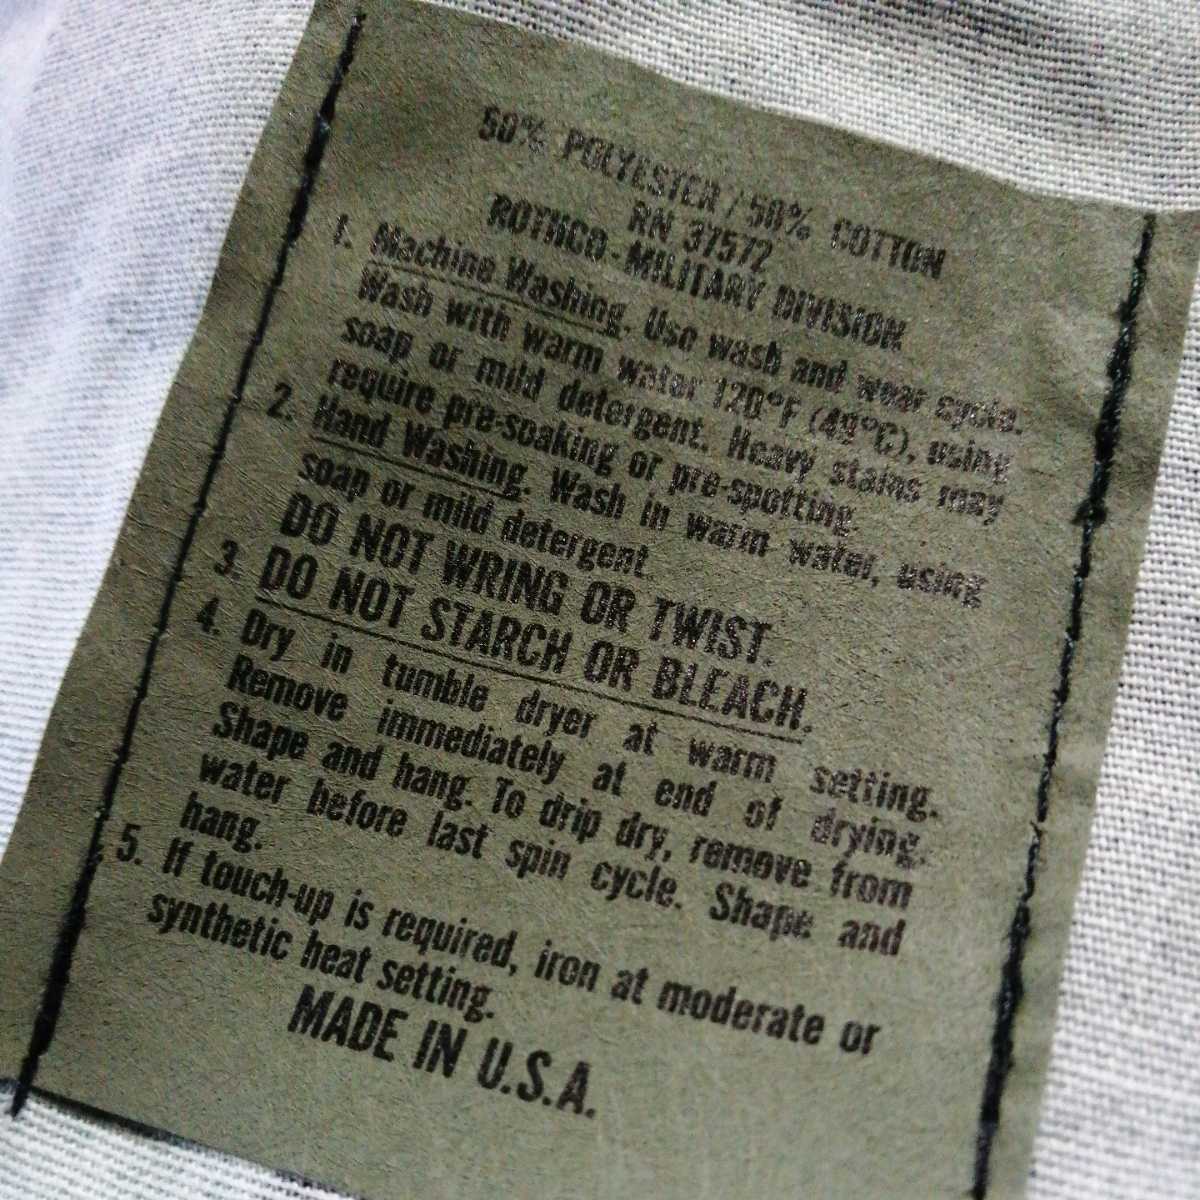 50% POLYESTER / 50% COTTON
RN 37572
ROTHCO - MILITARY DIVISION
1. Machine Washing. Use wash and wear cycle.
Wash with warm water 120°F (49°C), using
soap or mild detergent. Heavy stains may
require pre-soaking or pre-spotting.
2. Hand Washing. Wash in warm water, using
soap or mild detergent.
DO NOT WRING OR TWIST.
3. DO NOT STARCH OR BLEACH.
4. Dry in tumble dryer at warm setting.
Remove immediately at end of drying.
Shape and hang. To drip dry, remove from
water before last spin cycle. Shape and
hang.
5. If touch-up is required, iron at moderate or
synthetic heat setting.
MADE IN U.S.A.